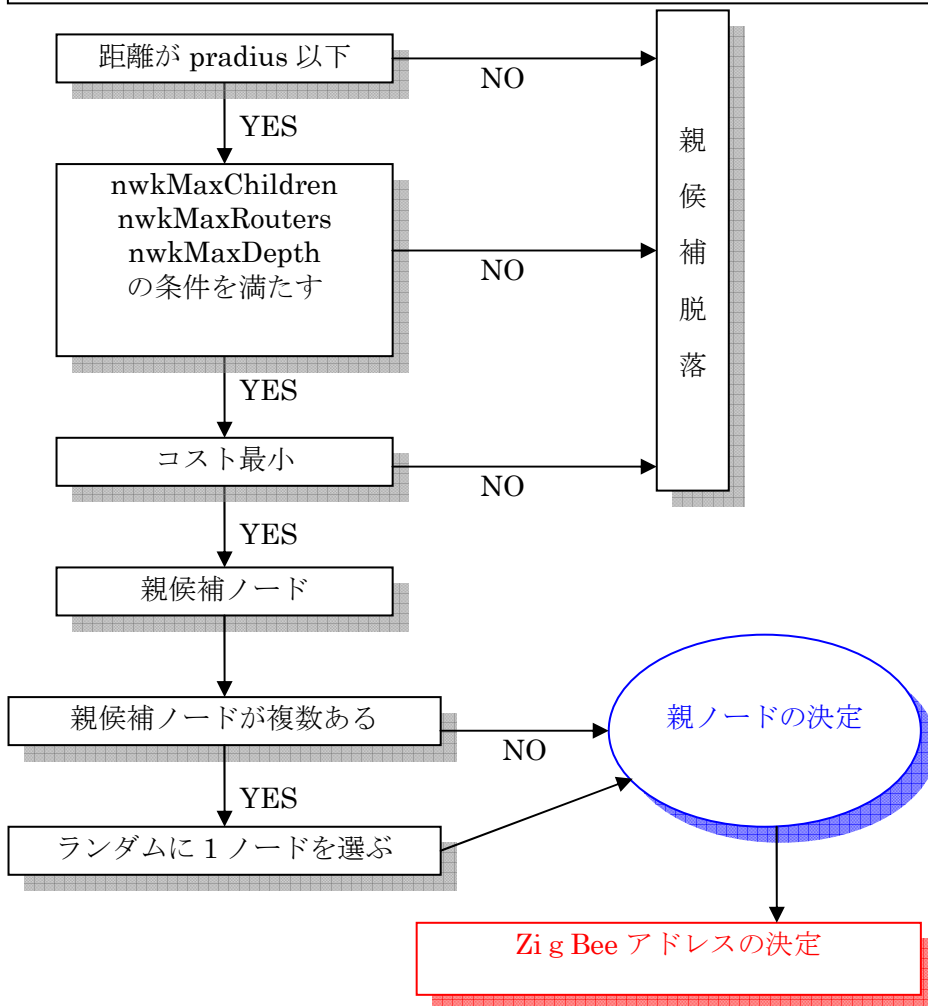 距離が pradius 以下
NO
YES
nwkMaxChildren
nwkMaxRouters
nwkMaxDepth
の条件を満たす
NO
YES
コスト最小
NO
YES
親候補脱落
親候補ノード
親候補ノードが複数ある
NO
YES
ランダムに 1 ノードを選ぶ
親ノードの決定
Zi g Bee アドレスの決定